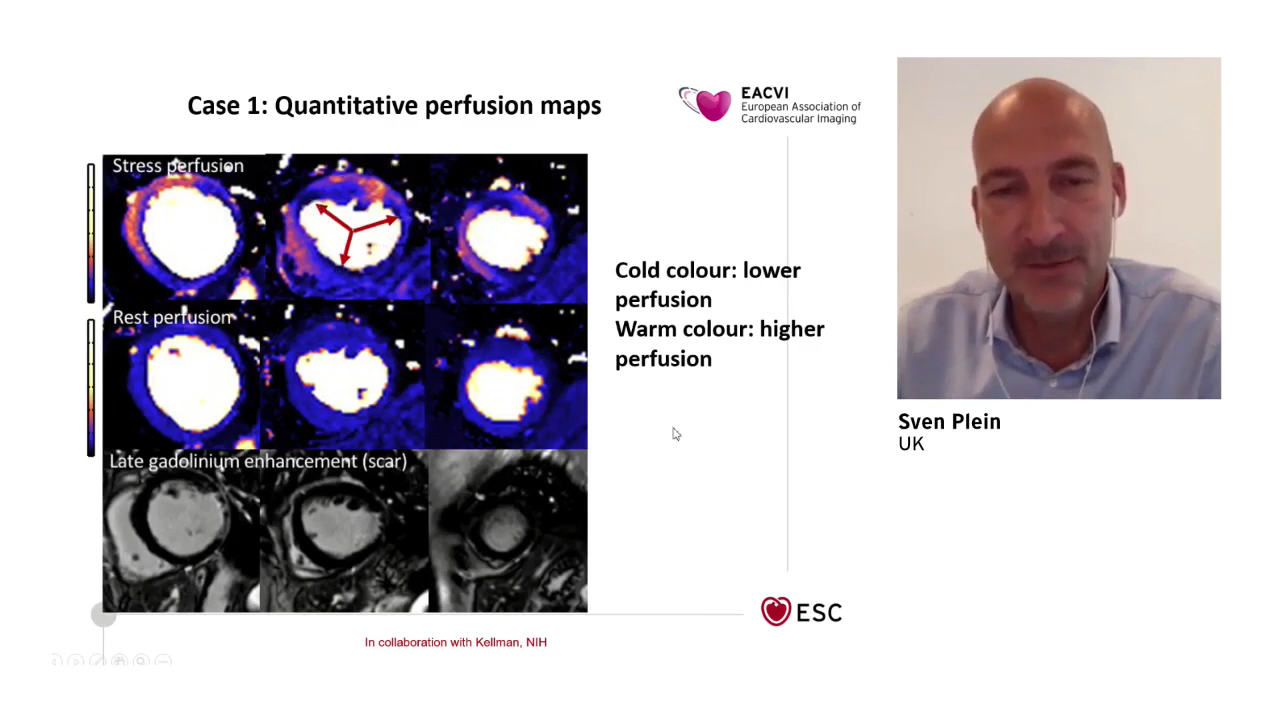 Case 1: Quantitative perfusion maps
EACVI
European Association of
Cardiovascular Imaging
Stress perfusion
Rest perfusion
Late gadolinium enhancement (scar)
Cold colour: lower
perfusion
Warm colour: higher
perfusion
Sven Plein
UK
ESC
In collaboration with Kellman, NIH